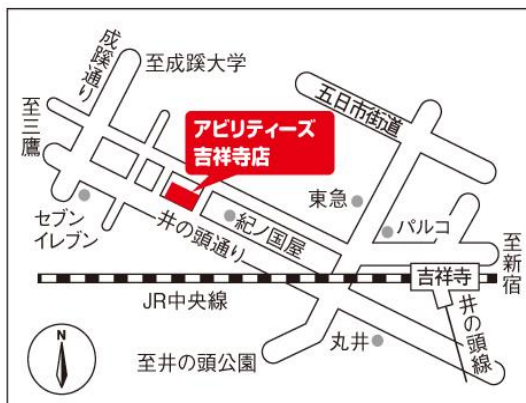 成蹊通り
至成蹊大学
至三鷹
アビリティーズ
吉祥寺店
五日市街道
セブン
イレブン
井の頭通り
紀ノ国屋
東急
パルコ
至新宿
吉祥寺
JR中央線
井の頭線
N
至井の頭公園
丸井